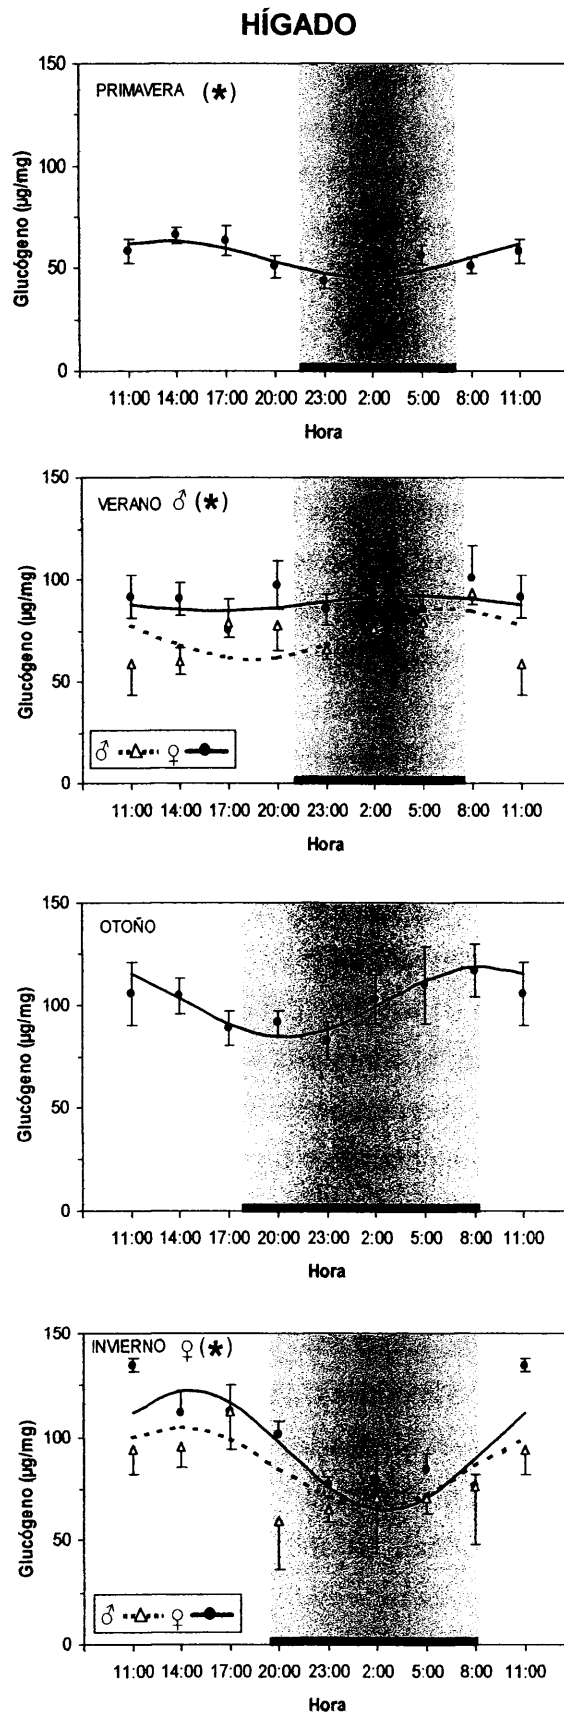 HÍGADO
150
PRIMAVERA (*)
100
50
0
Glucógeno (µg/mg)
11:00 14:00 17:00 20:00 23:00 2:00 5:00 8:00 11:00
Hora
150
VERANO ♂ (*)
100
50
0
Glucógeno (µg/mg)
♂ ♀
11:00 14:00 17:00 20:00 23:00 2:00 5:00 8:00 11:00
Hora
150
OTOÑO
100
50
0
Glucógeno (µg/mg)
11:00 14:00 17:00 20:00 23:00 2:00 5:00 8:00 11:00
Hora
150
INVIERNO ♀ (*)
100
50
0
Glucógeno (µg/mg)
♂ ♀
11:00 14:00 17:00 20:00 23:00 2:00 5:00 8:00 11:00
Hora